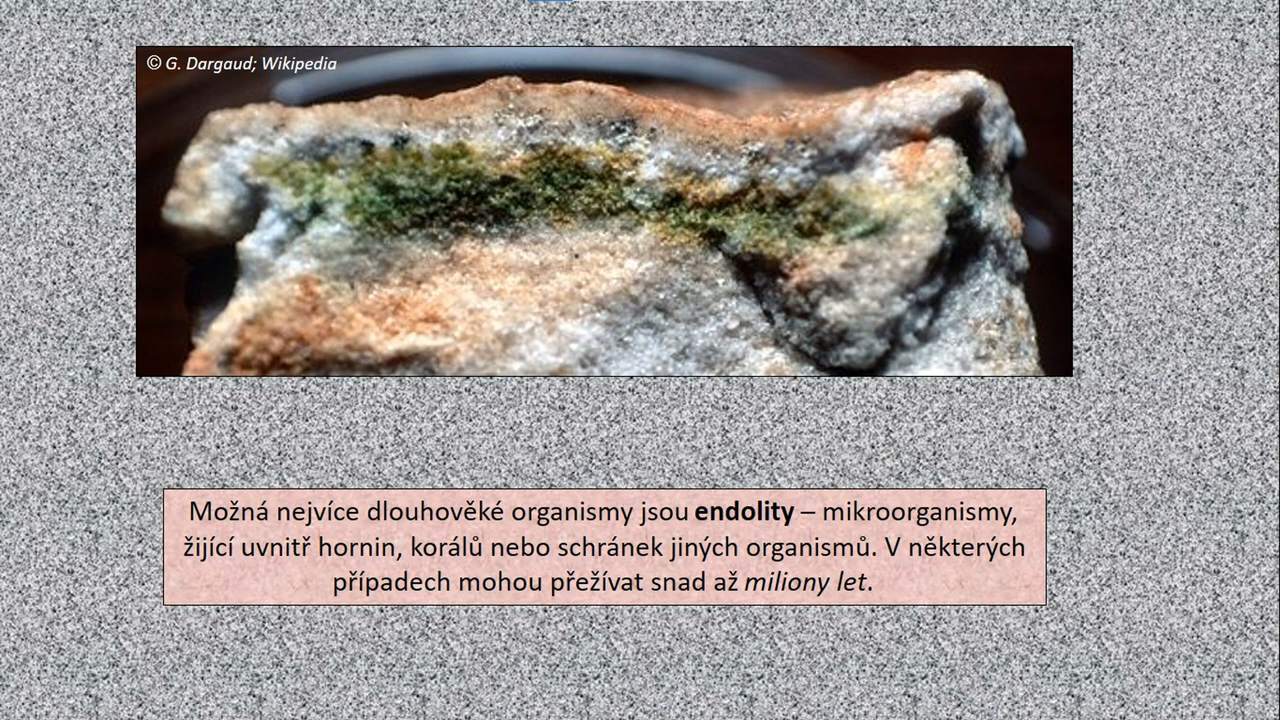 © G. Dargaud; Wikipedia
Možná nejvíce dlouhověké organismy jsou endolity – mikroorganismy,
žijící uvnitř hornin, korálů nebo schránek jiných organismů. V některých
případech mohou přežívat snad až miliony let.